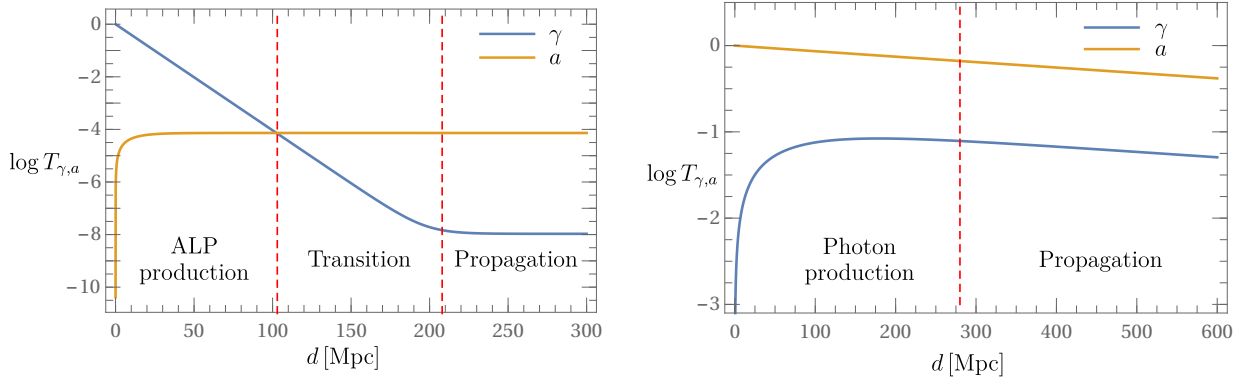 γ
a
0
−2
−4
−6
−8
−10
log T_{γ,a}
ALP
production
Transition
Propagation
0
50
100
150
200
250
300
d [Mpc]
γ
a
0
−1
−2
−3
log T_{γ,a}
Photon
production
Propagation
0
100
200
300
400
500
600
d [Mpc]